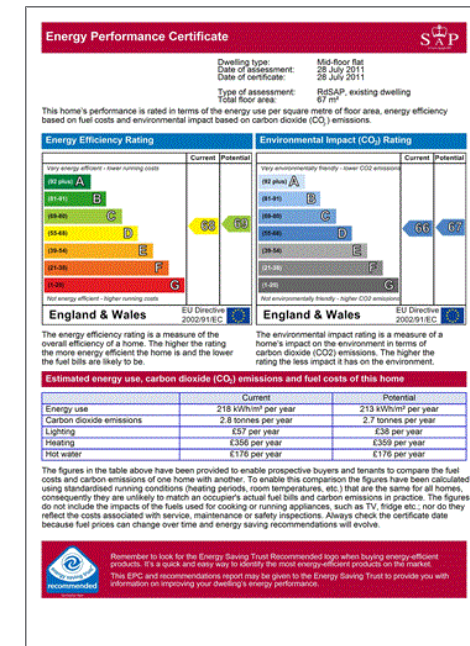 Energy Performance Certificate
SAP
Dwelling type: Mid-floor flat
Date of assessment: 28 July 2011
Date of certificate: 28 July 2011
Type of assessment: RdSAP, existing dwelling
Total floor area: 67 m²
This home's performance is rated in terms of the energy use per square metre of floor area, energy efficiency
based on fuel costs and environmental impact based on carbon dioxide (CO₂) emissions.
Energy Efficiency Rating
Current Potential
Very energy efficient - lower running costs
(92 plus) A
(81-91) B
(69-80) C
(55-68) D
(39-54) E
(21-38) F
(1-20) G
68 69
Not energy efficient - higher running costs
England & Wales
EU Directive
2002/91/EC
Environmental Impact (CO₂) Rating
Current Potential
Very environmentally friendly - lower CO2 emissions
(92 plus) A
(81-91) B
(69-80) C
(55-68) D
(39-54) E
(21-38) F
(1-20) G
66 67
Not environmentally friendly - higher CO2 emissions
England & Wales
EU Directive
2002/91/EC
The energy efficiency rating is a measure of the
overall efficiency of a home. The higher the rating
the more energy efficient the home is and the lower
the fuel bills are likely to be.
The environmental impact rating is a measure of a
home's impact on the environment in terms of
carbon dioxide (CO2) emissions. The higher the
rating the less impact it has on the environment.
Estimated energy use, carbon dioxide (CO₂) emissions and fuel costs of this home
Current Potential
Energy use 218 kWh/m² per year 213 kWh/m² per year
Carbon dioxide emissions 2.8 tonnes per year 2.7 tonnes per year
Lighting £57 per year £38 per year
Heating £356 per year £359 per year
Hot water £176 per year £176 per year
The figures in the table above have been provided to enable prospective buyers and tenants to compare the fuel
costs and carbon emissions of one home with another. To enable this comparison the figures have been calculated
using standardised running conditions (heating periods, room temperatures, etc.) that are the same for all homes,
consequently they are unlikely to match an occupier's actual fuel bills and carbon emissions in practice. The figures
do not include the impacts of the fuels used for cooking or running appliances, such as TV, fridge etc.; nor do they
reflect the costs associated with service, maintenance or safety inspections. Always check the certificate date
because fuel prices can change over time and energy saving recommendations will evolve.
energy saving trust
recommended
Remember to look for the Energy Saving Trust Recommended logo when buying energy-efficient
products. It's a quick and easy way to identify the most energy-efficient products on the market.
This EPC and recommendations report may be given to the Energy Saving Trust to provide you with
information on improving your dwelling's energy performance.